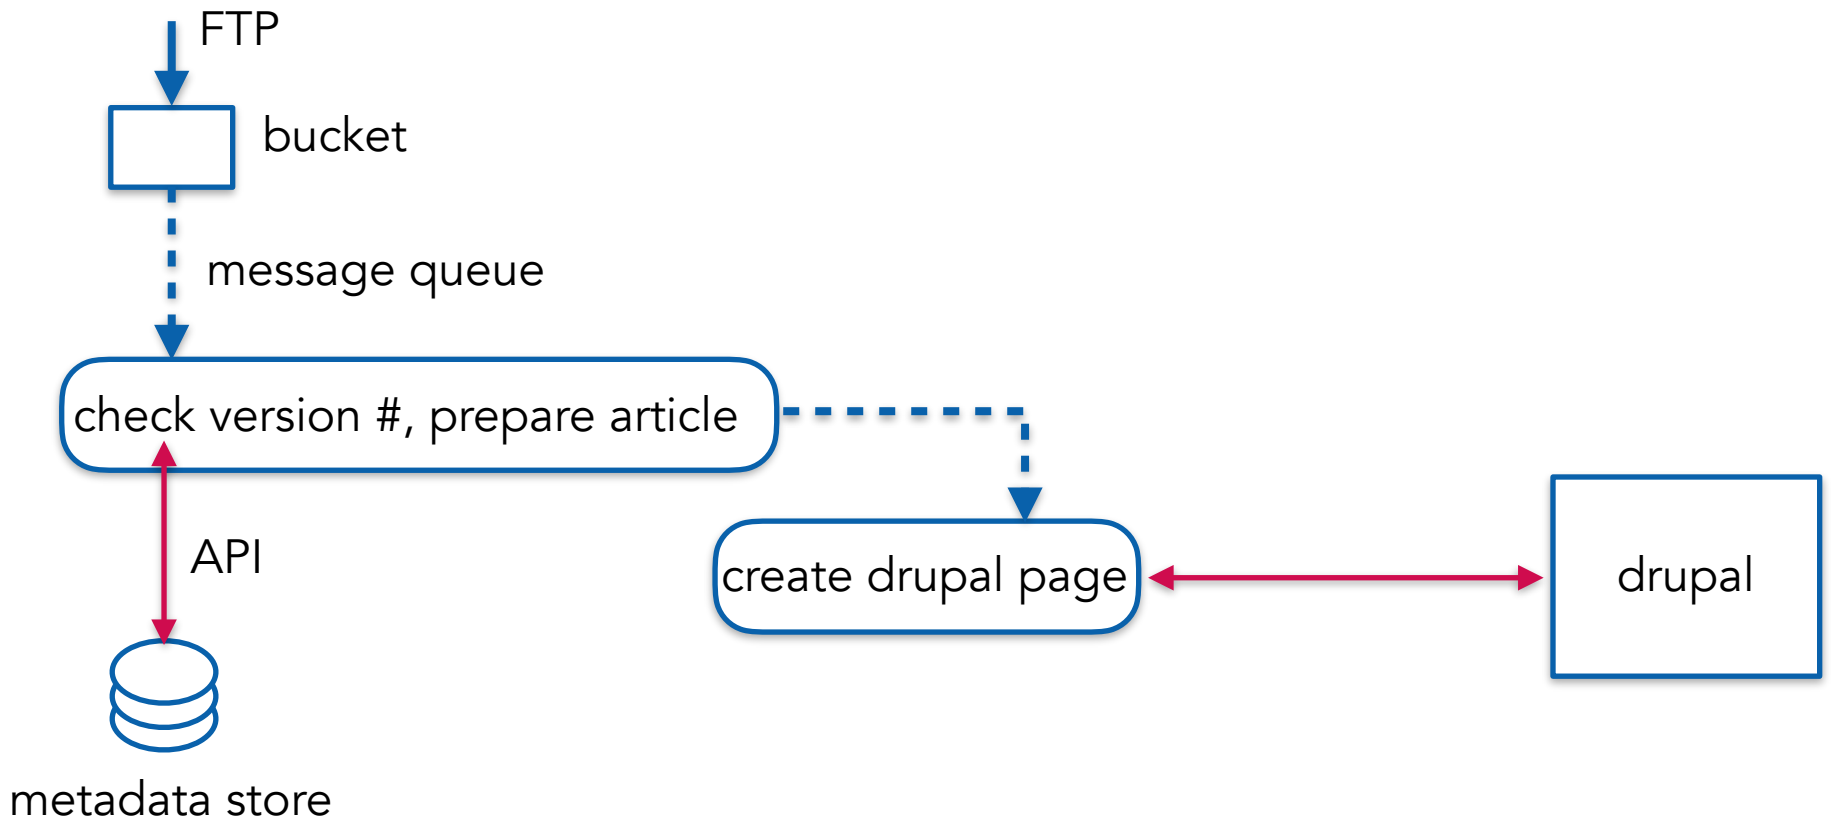 FTP
bucket
message queue
check version #, prepare article
API
create drupal page
drupal
metadata store